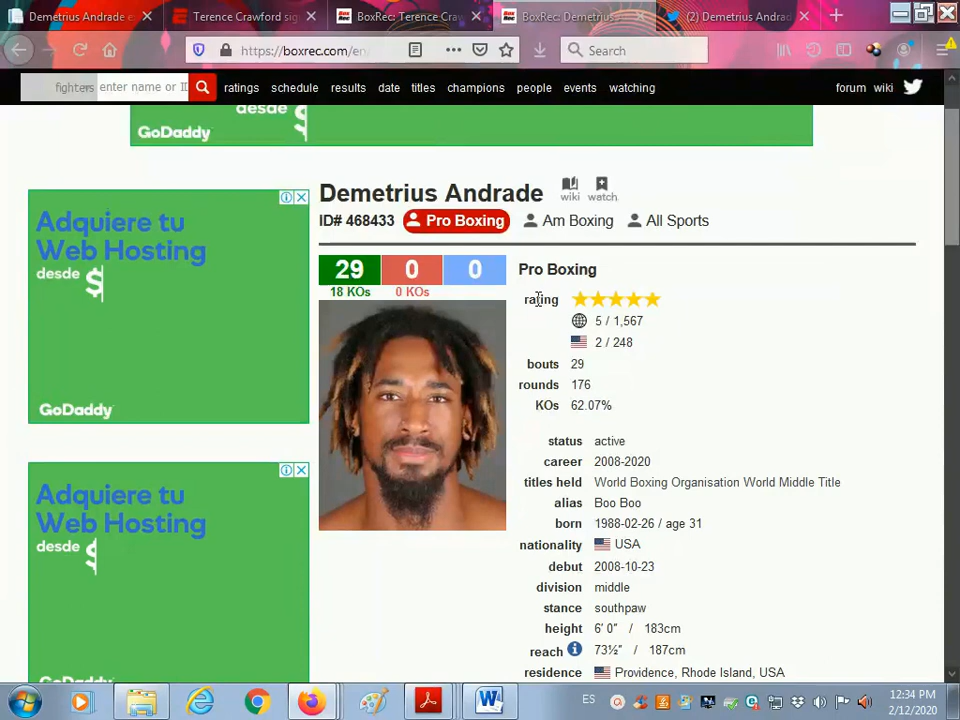 Demetrius Andrade e
Terence Crawford sig
BoxRec: Terence Craw
BoxRec: Demetrius
(2) Demetrius Andrad
https://boxrec.com/en
Search
fighters
enter name or ID
ratings
schedule
results
date
titles
champions
people
events
watching
forum
wiki
desde $
GoDaddy
Adquiere tu
Web Hosting
desde $
GoDaddy
Adquiere tu
Web Hosting
desde $
Demetrius Andrade
wiki
watch
ID# 468433
Pro Boxing
Am Boxing
All Sports
29 0 0
18 KOs 0 KOs
Pro Boxing
rating
5 / 1,567
2 / 248
bouts 29
rounds 176
KOs 62.07%
status active
career 2008-2020
titles held World Boxing Organisation World Middle Title
alias Boo Boo
born 1988-02-26 / age 31
nationality USA
debut 2008-10-23
division middle
stance southpaw
height 6′ 0″ / 183cm
reach 73½″ / 187cm
residence Providence, Rhode Island, USA
ES
12:34 PM
2/12/2020